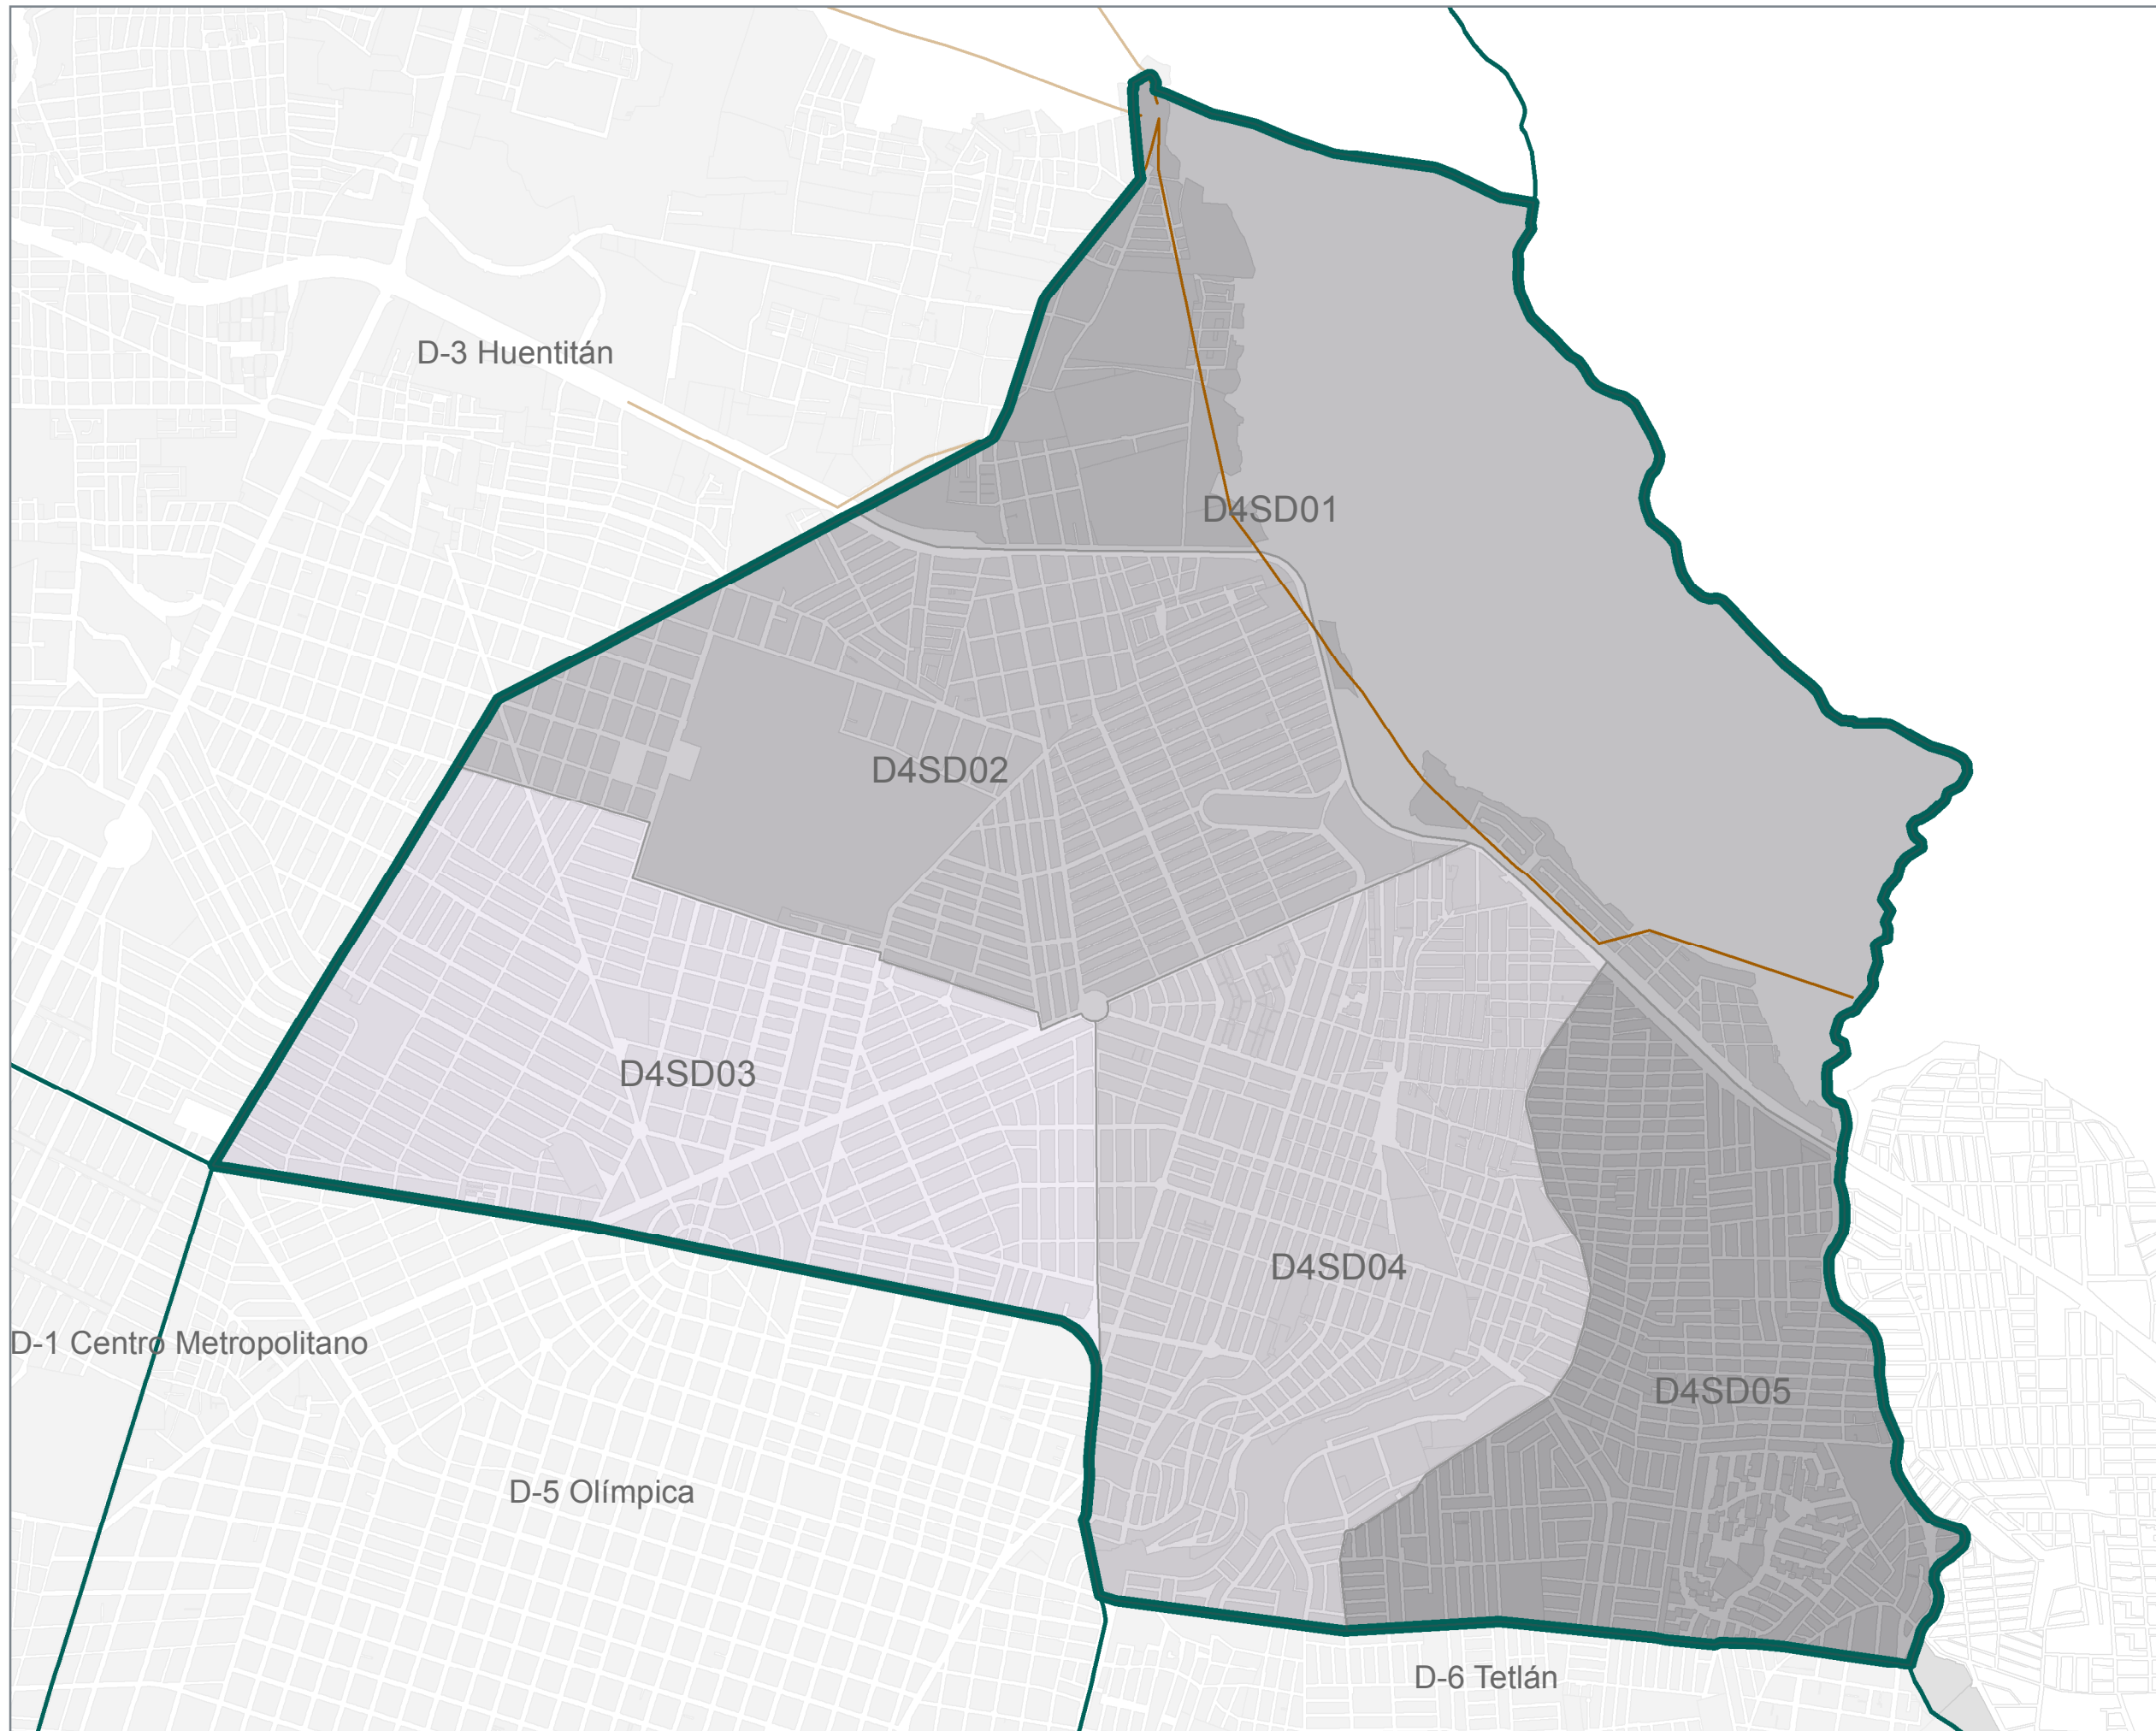 D-3 Huentitán
D4SD01
D4SD02
D4SD03
D4SD04
D-1 Centro Metropolitano
D4SD05
D-5 Olímpica
D-6 Tetlán